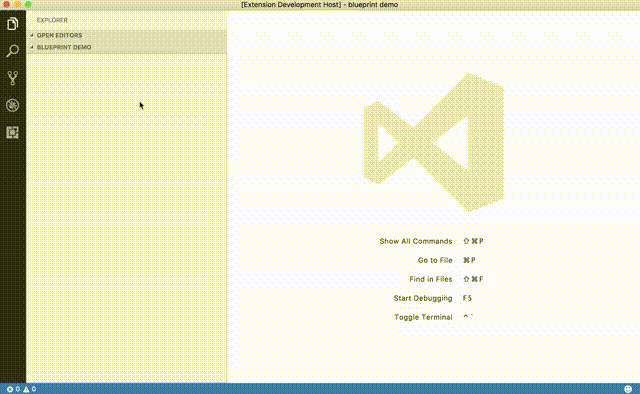 [Extension Development Host] - blueprint demo
EXPLORER
OPEN EDITORS
BLUEPRINT DEMO
Show All Commands ⇧⌘P
Go to File ⌘P
Find in Files ⇧⌘F
Start Debugging F5
Toggle Terminal ⌃`
0 0